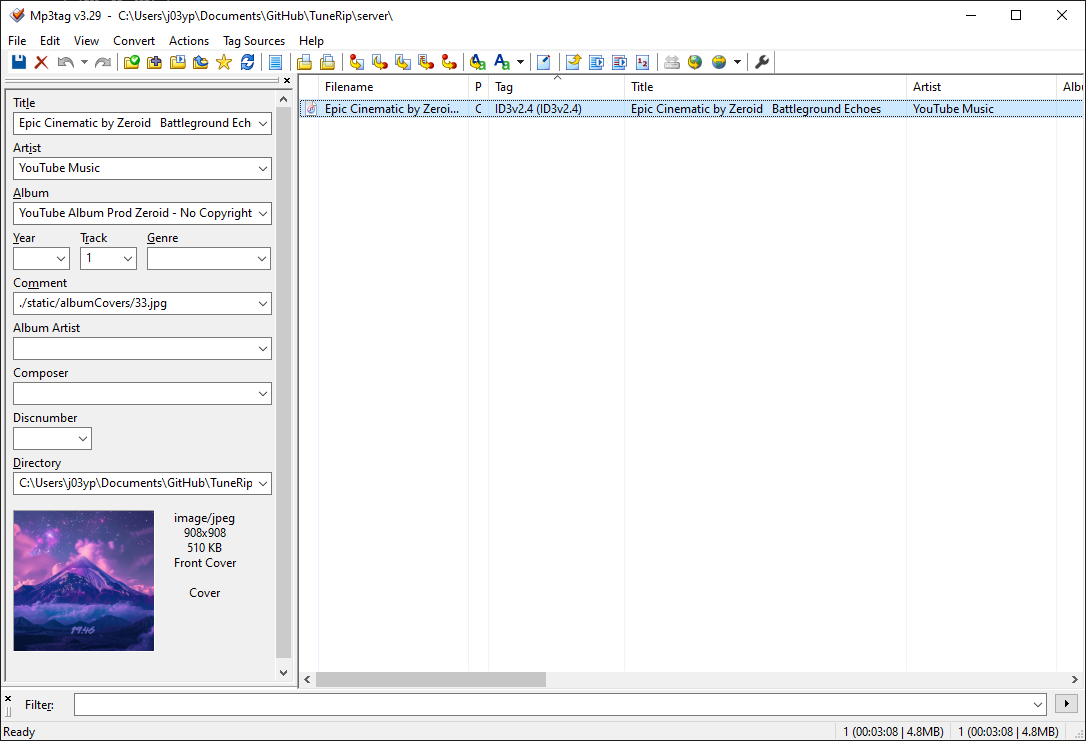 Mp3tag v3.29 - C:\Users\j03yp\Documents\GitHub\TuneRip\server\
File Edit View Convert Actions Tag Sources Help
Title
Epic Cinematic by Zeroid Battleground Ech
Artist
YouTube Music
Album
YouTube Album Prod Zeroid - No Copyright
Year Track Genre
1
Comment
./static/albumCovers/33.jpg
Album Artist
Composer
Discnumber
Directory
C:\Users\j03yp\Documents\GitHub\TuneRip
image/jpeg
908x908
510 KB
Front Cover
Cover
19:46
Filename P Tag Title Artist Albu
Epic Cinematic by Zeroi... C ID3v2.4 (ID3v2.4) Epic Cinematic by Zeroid Battleground Echoes YouTube Music
Filter:
Ready 1 (00:03:08 | 4.8MB) 1 (00:03:08 | 4.8MB)